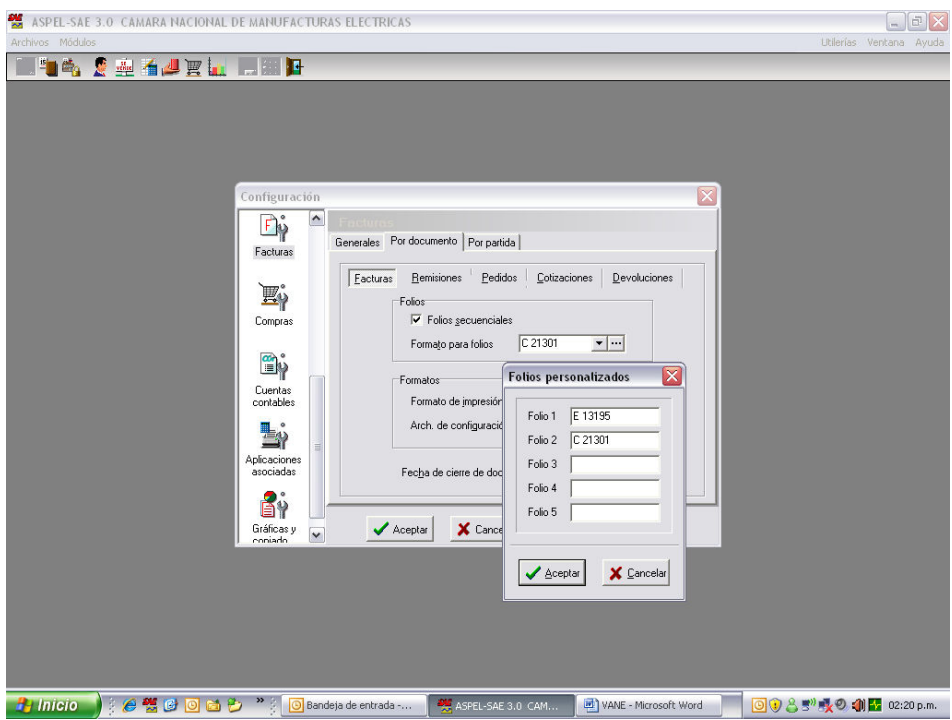 ASPEL-SAE 3.0 CAMARA NACIONAL DE MANUFACTURAS ELECTRICAS
Archivos Módulos Utilerías Ventana Ayuda
SE VENDE
Configuración
Facturas
Generales Por documento Por partida
Facturas
Facturas Remisiones Pedidos Cotizaciones Devoluciones
Folios
Folios secuenciales
Compras
Formato para folios C 21301
Folios personalizados
Formatos
Cuentas
contables
Formato de impresión
Arch. de configuració
Folio 1 E 13195
Folio 2 C 21301
Folio 3
Folio 4
Folio 5
Aplicaciones
asociadas
Fecha de cierre de doc
Gráficas y
copiado
Aceptar Cance
Aceptar Cancelar
Inicio Bandeja de entrada -... ASPEL-SAE 3.0 CAM... VANE - Microsoft Word 02:20 p.m.